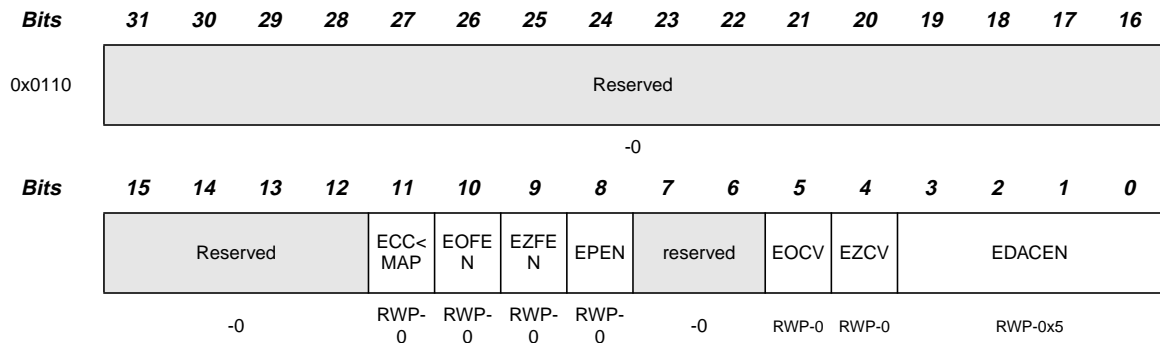 Bits 31 30 29 28 27 26 25 24 23 22 21 20 19 18 17 16
0x0110 Reserved
-0
Bits 15 14 13 12 11 10 9 8 7 6 5 4 3 2 1 0
Reserved ECC< MAP EOFE N EZFE N EPEN reserved EOCV EZCV EDACEN
-0 RWP- 0 RWP- 0 RWP- 0 RWP- 0 -0 RWP-0 RWP-0 RWP-0x5